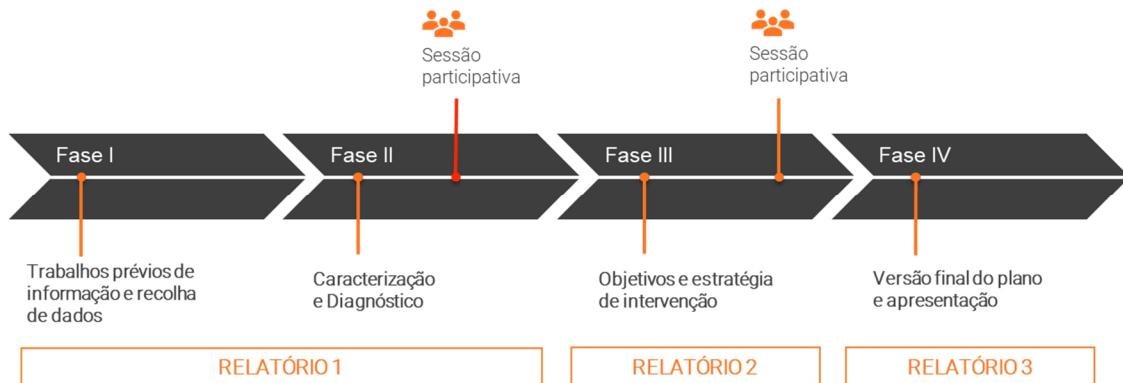 Sessão
participativa
Sessão
participativa
Fase I
Fase II
Fase III
Fase IV
Trabalhos prévios de
informação e recolha
de dados
Caracterização
e Diagnóstico
Objetivos e estratégia
de intervenção
Versão final do plano
e apresentação
RELATÓRIO 1
RELATÓRIO 2
RELATÓRIO 3